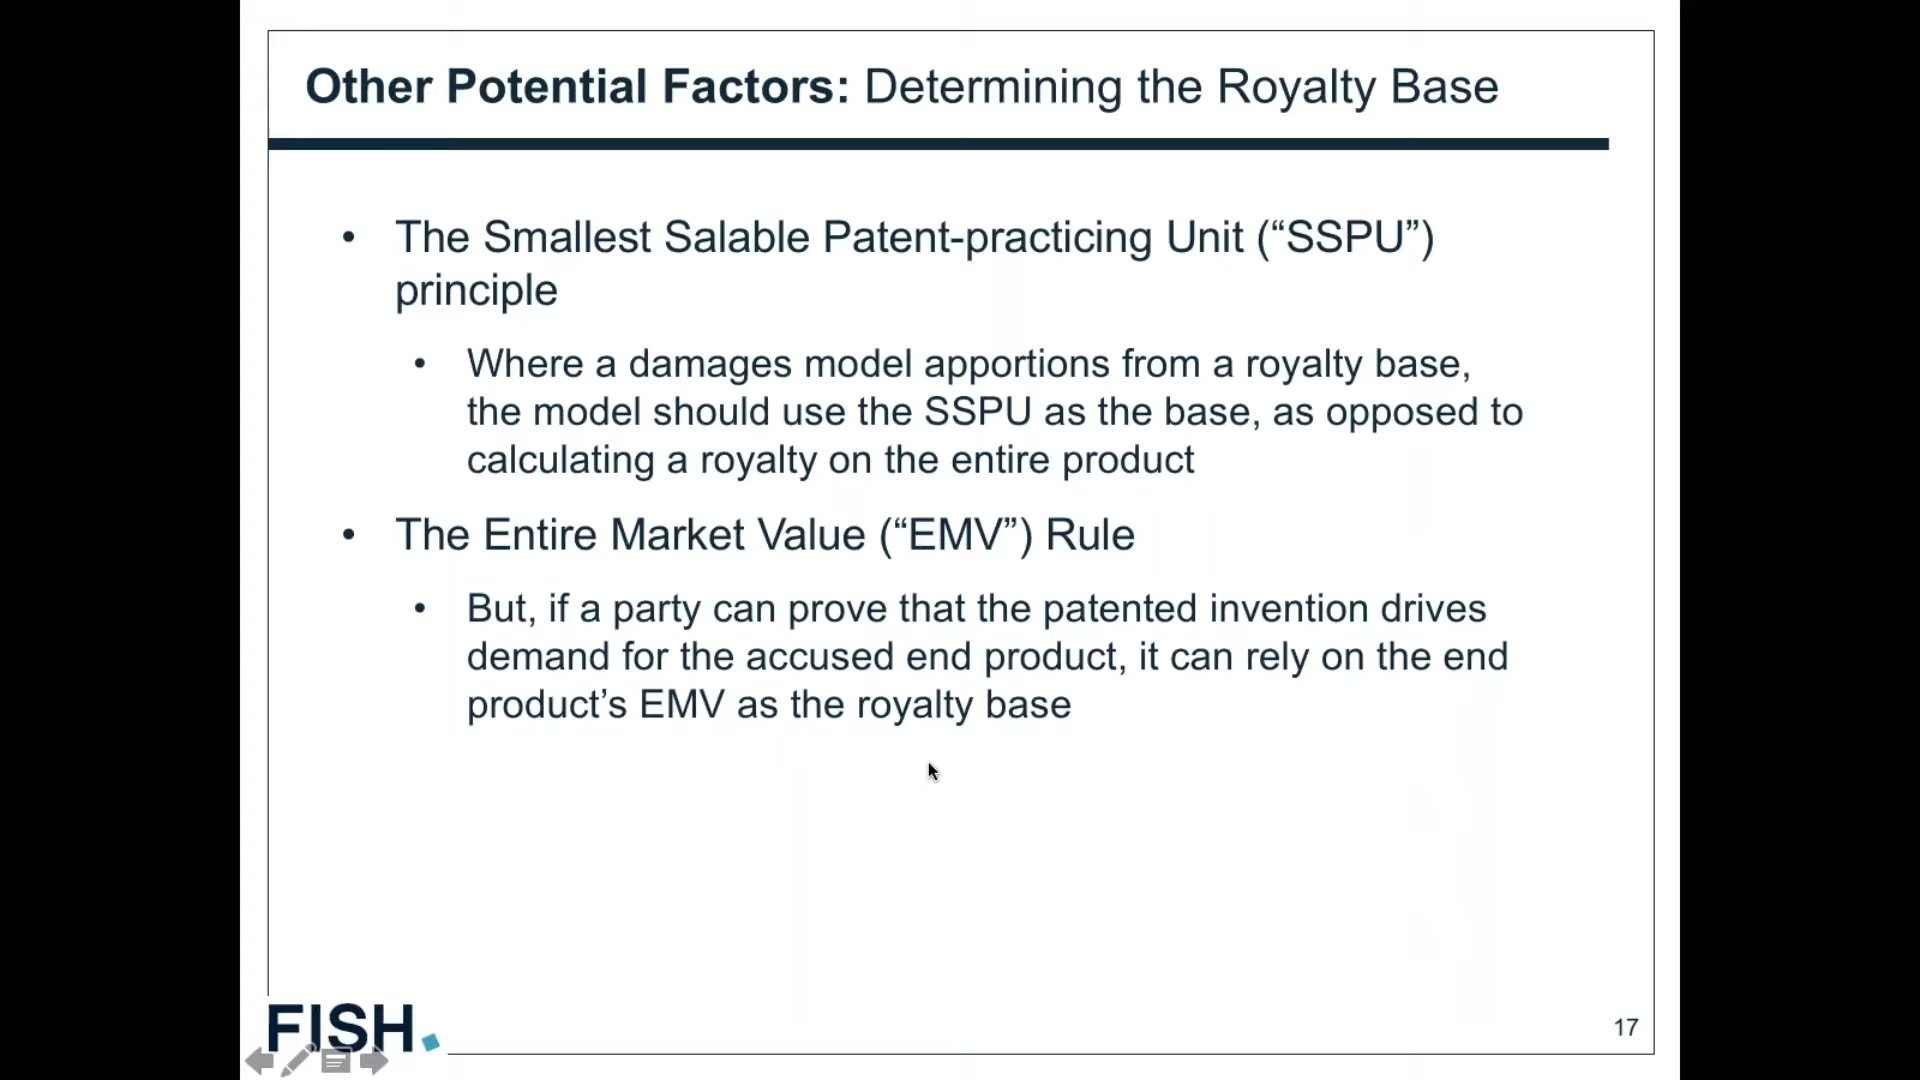 Other Potential Factors: Determining the Royalty Base
• The Smallest Salable Patent-practicing Unit (“SSPU”)
principle
• Where a damages model apportions from a royalty base,
the model should use the SSPU as the base, as opposed to
calculating a royalty on the entire product
• The Entire Market Value (“EMV”) Rule
• But, if a party can prove that the patented invention drives
demand for the accused end product, it can rely on the end
product’s EMV as the royalty base
FISH.
17